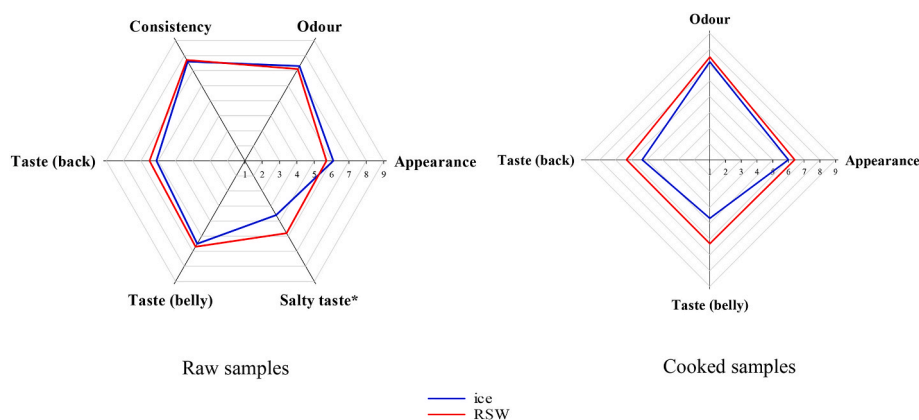 Consistency
Odour
Taste (back)
Appearance
1 2 3 4 5 6 7 8 9
Taste (belly)
Salty taste*
Raw samples
Odour
Taste (back)
Appearance
1 2 3 4 5 6 7 8 9
Taste (belly)
Cooked samples
ice
RSW